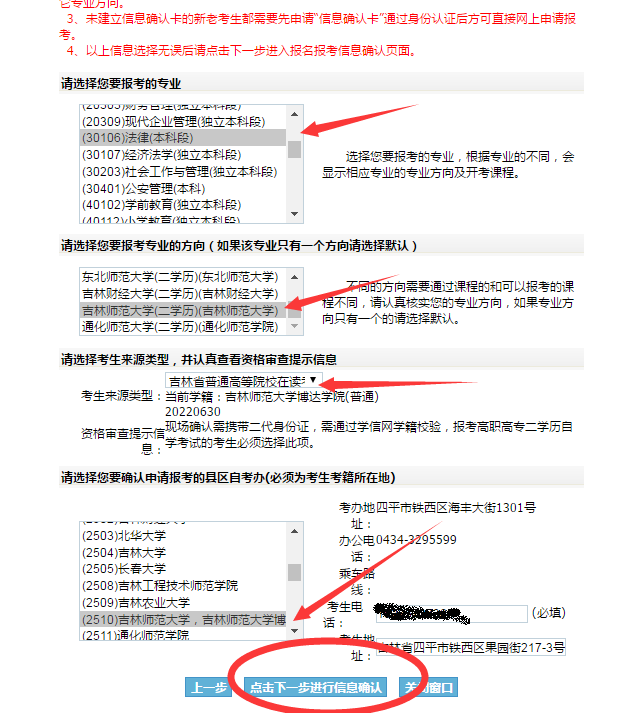 它专业方向。
3、未建立信息确认卡的新老考生都需要先申请“信息确认卡”通过身份认证后方可直接网上申请报
考。
4、以上信息选择无误后请点击下一步进入报名报考信息确认页面。
请选择您要报考的专业
(20309)现代企业管理(独立本科段)
(30106)法律(本科段)
(30107)经济法学(独立本科段)
(30203)社会工作与管理(独立本科段)
(30401)公安管理(本科)
(40102)学前教育(独立本科段)
(40112)小学教育(独立本科段)
选择您要报考的专业，根据专业的不同，会
显示相应专业的专业方向及开考课程。
请选择您要报考专业的方向（如果该专业只有一个方向请选择默认）
东北师范大学(二学历)(东北师范大学)
吉林财经大学(二学历)(吉林财经大学)
吉林师范大学(二学历)(吉林师范大学)
通化师范大学(二学历)(通化师范学院)
不同的方向需要通过课程的和可以报考的课
程不同，请认真核实您的专业方向，如果专业方
向只有一个的请选择默认。
请选择考生来源类型，并认真查看资格审查提示信息
吉林省普通高等院校在读考
考生来源类型：当前学籍：吉林师范大学博达学院(普通)
20220630
资格审查提示信息：
现场确认需携带二代身份证，需通过学信网学籍校验，报考高职高专二学历自
学考试的考生必须选择此项。
请选择您要确认申请报考的县区自考办(必须为考生考籍所在地)
(2503)北华大学
(2504)吉林大学
(2505)长春大学
(2508)吉林工程技术师范学院
(2509)吉林农业大学
(2510)吉林师范大学，吉林师范大学博
(2511)通化师范学院
考办地址：四平市铁西区海丰大街1301号
办公电话：0434-3295599
乘车路线：
考生电话：(必填)
考生地址：吉林省四平市铁西区果园街217-3号
上一步 点击下一步进行信息确认 关闭窗口